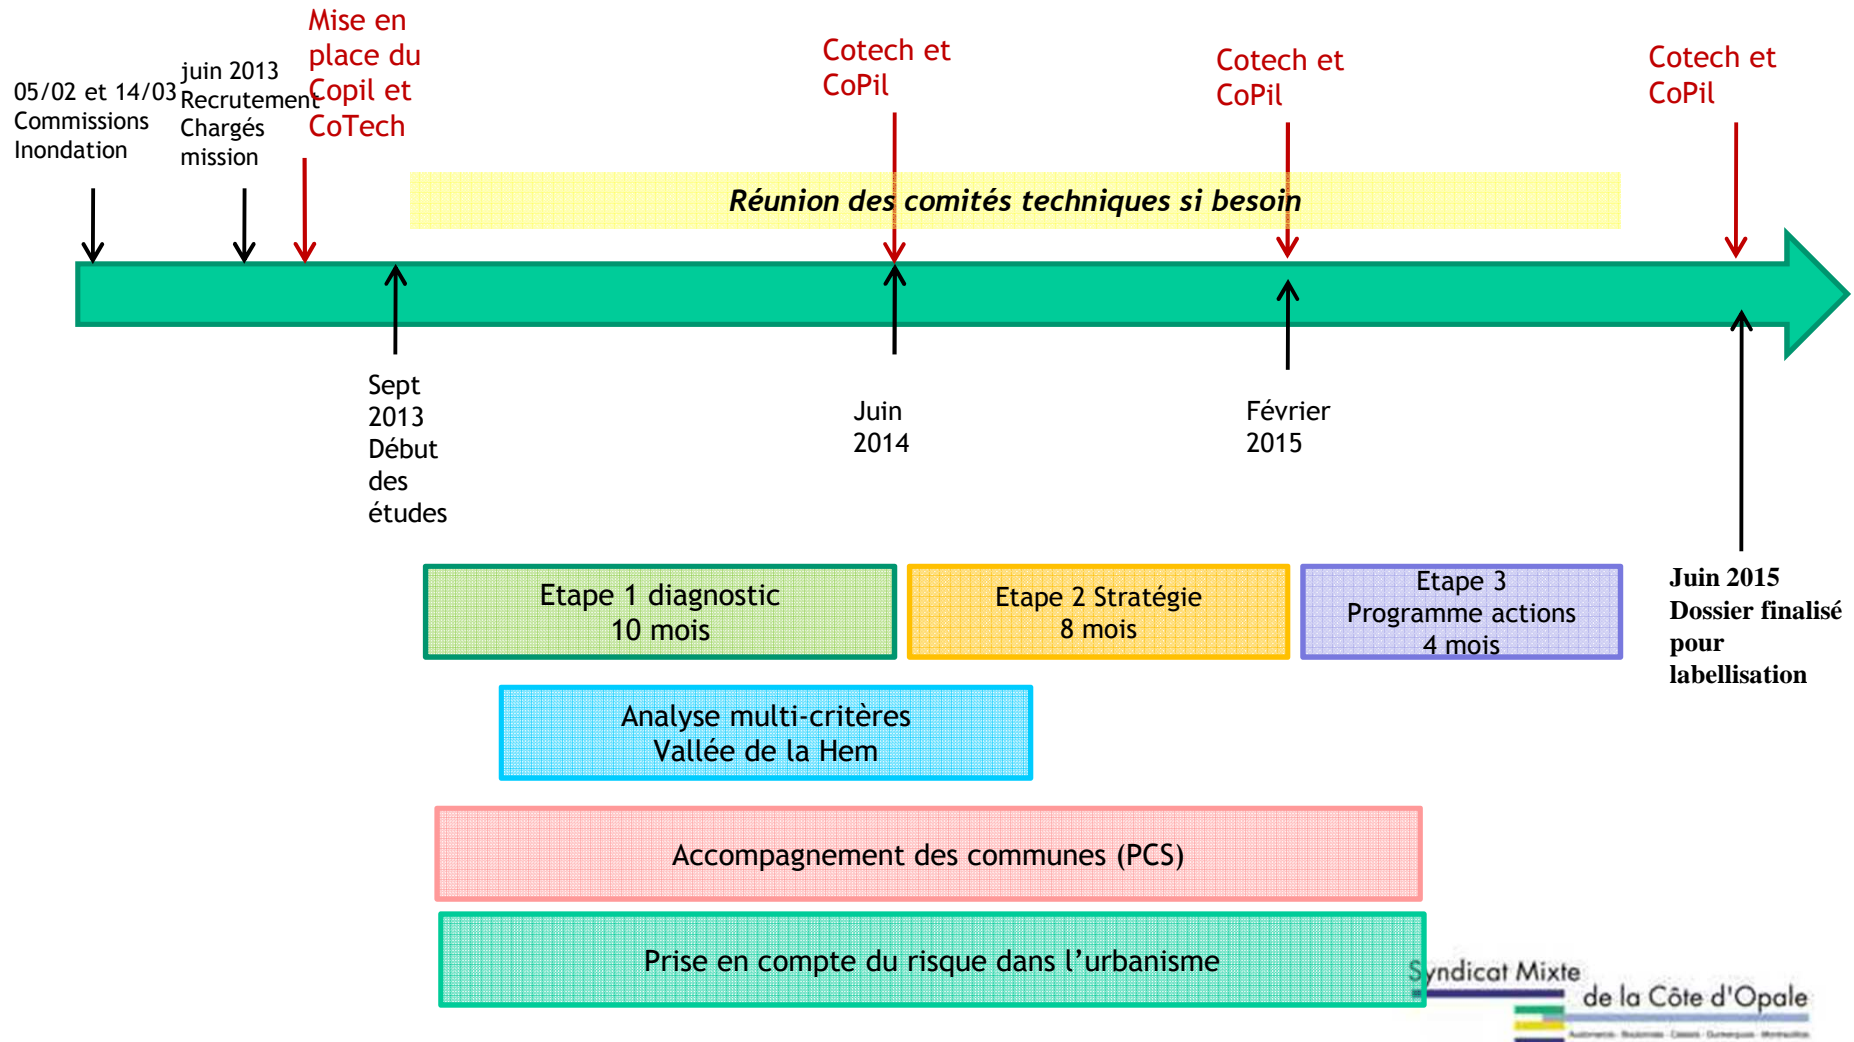 05/02 et 14/03
Commissions
Inondation
juin 2013
Recrutement
Chargés
mission
Mise en
place du
Copil et
CoTech
Cotech et
CoPil
Cotech et
CoPil
Cotech et
CoPil
Réunion des comités techniques si besoin
Sept
2013
Début
des
études
Juin
2014
Février
2015
Juin 2015
Dossier finalisé
pour
labellisation
Etape 1 diagnostic
10 mois
Etape 2 Stratégie
8 mois
Etape 3
Programme actions
4 mois
Analyse multi-critères
Vallée de la Hem
Accompagnement des communes (PCS)
Prise en compte du risque dans l’urbanisme
Syndicat Mixte
de la Côte d'Opale